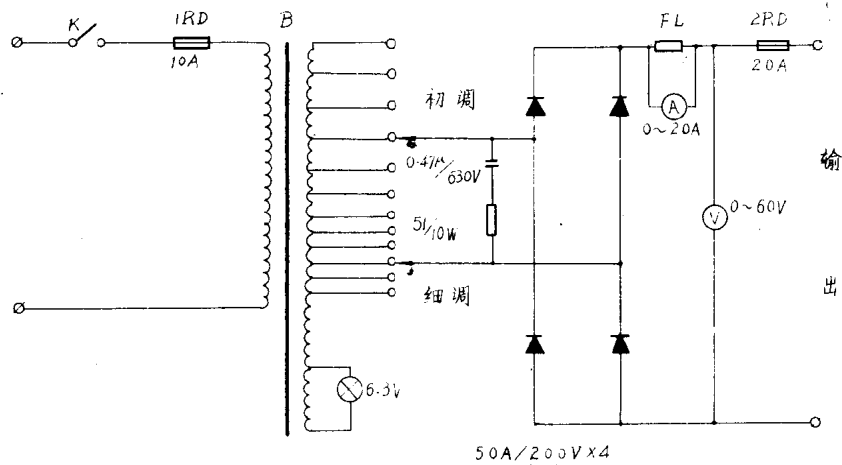 K
1RD
10A
B
初调
0.47μ/630V
51/10W
细调
6.3V
FL
A
0~20A
2RD
20A
V
0~60V
输
出
50A/200V×4